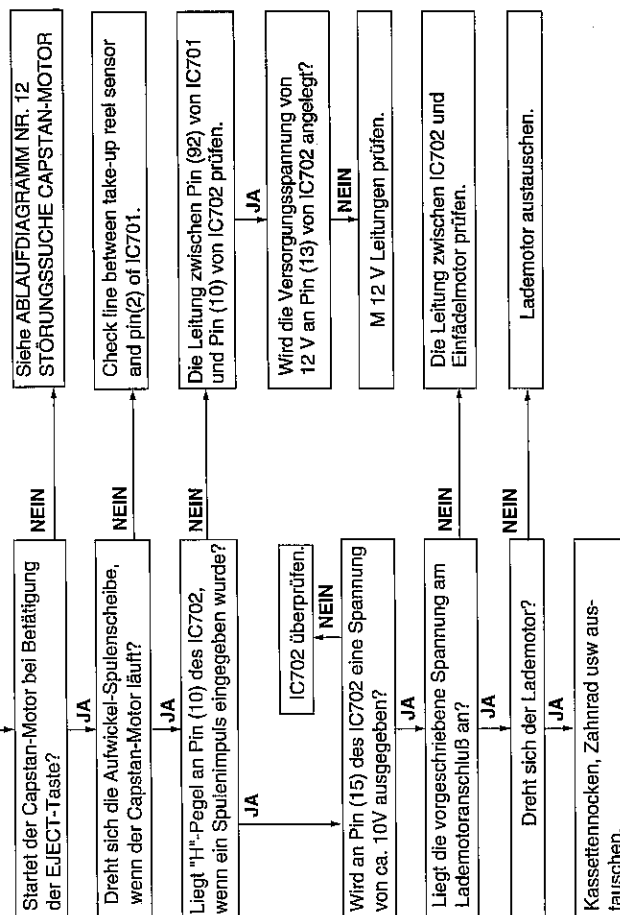 Startet der Capstan-Motor bei Betätigung
der EJECT-Taste?
NEIN
Siehe ABLAUFDIAGRAMM NR. 12
STÖRUNGSSUCHE CAPSTAN-MOTOR
JA
Dreht sich die Aufwickel-Spulenscheibe,
wenn der Capstan-Motor läuft?
NEIN
Check line between take-up reel sensor
and pin(2) of IC701.
JA
Liegt "H"-Pegel an Pin (10) des IC702,
wenn ein Spulenimpuls eingegeben wurde?
NEIN
Die Leitung zwischen Pin (92) von IC701
und Pin (10) von IC702 prüfen.
JA
Wird die Versorgungsspannung von
12 V an Pin (13) von IC702 angelegt?
NEIN
M 12 V Leitungen prüfen.
JA
IC702 überprüfen.
NEIN
Wird an Pin (15) des IC702 eine Spannung
von ca. 10V ausgegeben?
JA
Liegt die vorgeschriebene Spannung am
Lademotoranschluß an?
NEIN
Die Leitung zwischen IC702 und
Einfädelmotor prüfen.
JA
Dreht sich der Lademotor?
NEIN
Lademotor austauschen.
JA
Kassettennocken, Zahnrad usw aus-
tauschen.